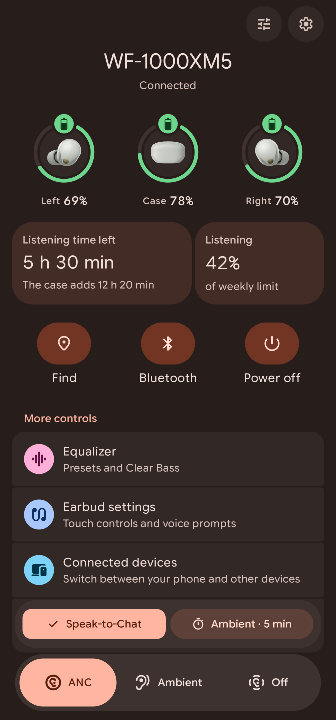 WF-1000XM5
Connected
Left 69%
Case 78%
Right 70%
Listening time left
5 h 30 min
The case adds 12 h 20 min
Listening
42%
of weekly limit
Find
Bluetooth
Power off
More controls
Equalizer
Presets and Clear Bass
Earbud settings
Touch controls and voice prompts
Connected devices
Switch between your phone and other devices
Speak-to-Chat
Ambient · 5 min
ANC
Ambient
Off